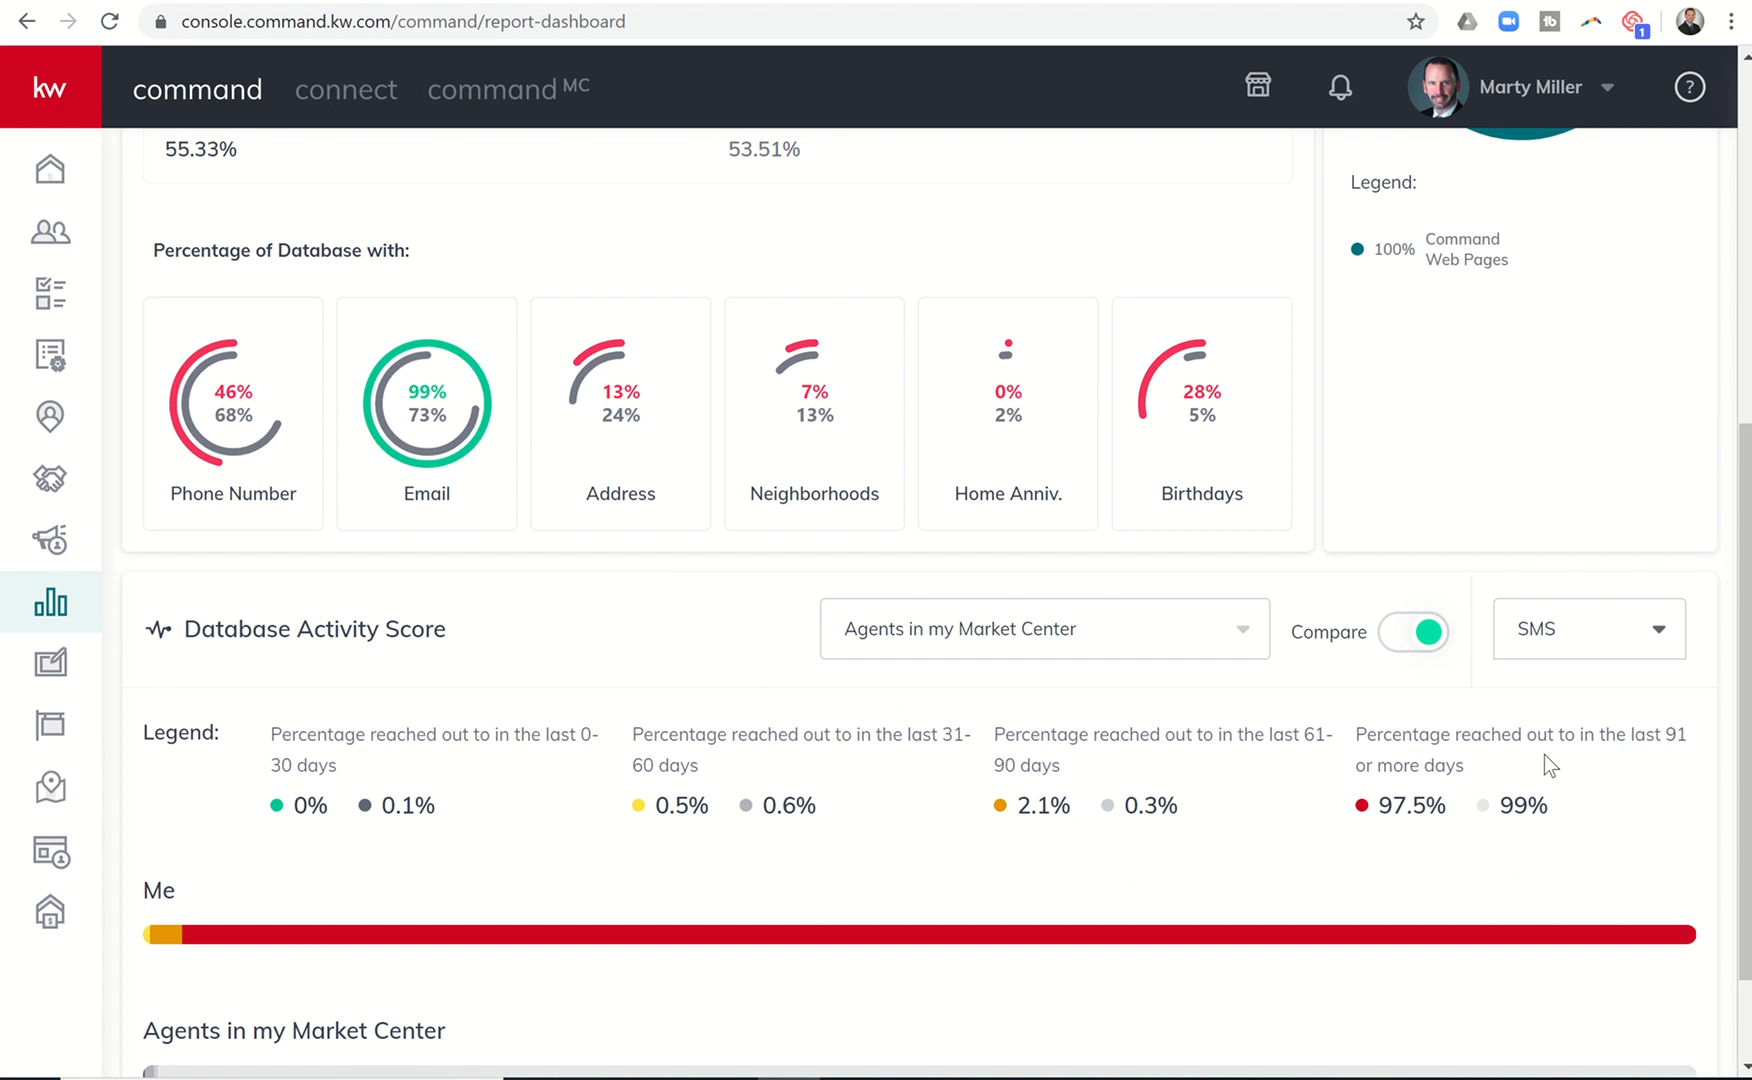 console.command.kw.com/command/report-dashboard
1
kw
command connect command MC
Marty Miller
?
55.33% 53.51%
Legend:
100% Command
Web Pages
Percentage of Database with:
46%
68%
Phone Number
99%
73%
Email
13%
24%
Address
7%
13%
Neighborhoods
0%
2%
Home Anniv.
28%
5%
Birthdays
Database Activity Score
Agents in my Market Center
Compare
SMS
Legend:
Percentage reached out to in the last 0-
30 days
0% 0.1%
Percentage reached out to in the last 31-
60 days
0.5% 0.6%
Percentage reached out to in the last 61-
90 days
2.1% 0.3%
Percentage reached out to in the last 91
or more days
97.5% 99%
Me
Agents in my Market Center